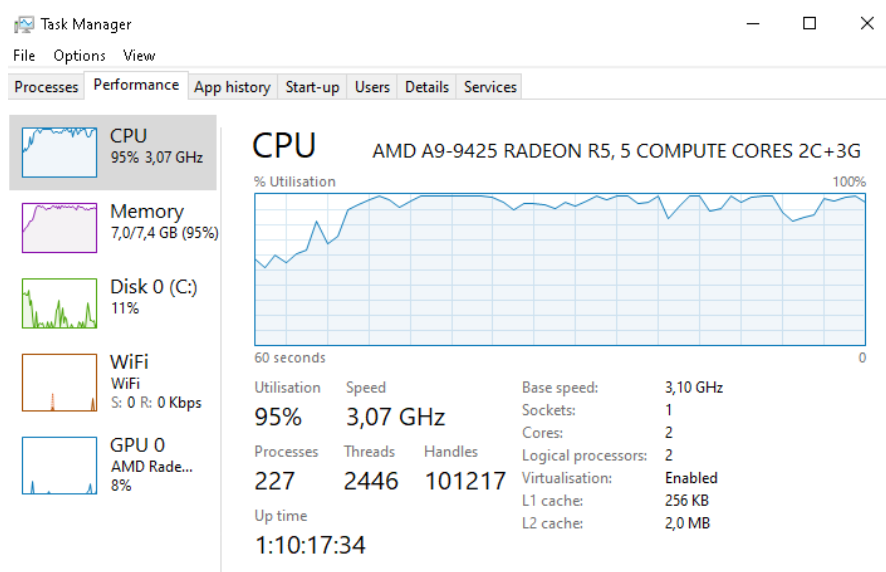 Task Manager
File Options View
Processes Performance App history Start-up Users Details Services
CPU
95% 3,07 GHz
Memory
7,0/7,4 GB (95%)
Disk 0 (C:)
11%
WiFi
WiFi
S: 0 R: 0 Kbps
GPU 0
AMD Rade...
8%
CPU AMD A9-9425 RADEON R5, 5 COMPUTE CORES 2C+3G
% Utilisation 100%
60 seconds 0
Utilisation Speed
95% 3,07 GHz
Processes Threads Handles
227 2446 101217
Up time
1:10:17:34
Base speed: 3,10 GHz
Sockets: 1
Cores: 2
Logical processors: 2
Virtualisation: Enabled
L1 cache: 256 KB
L2 cache: 2,0 MB